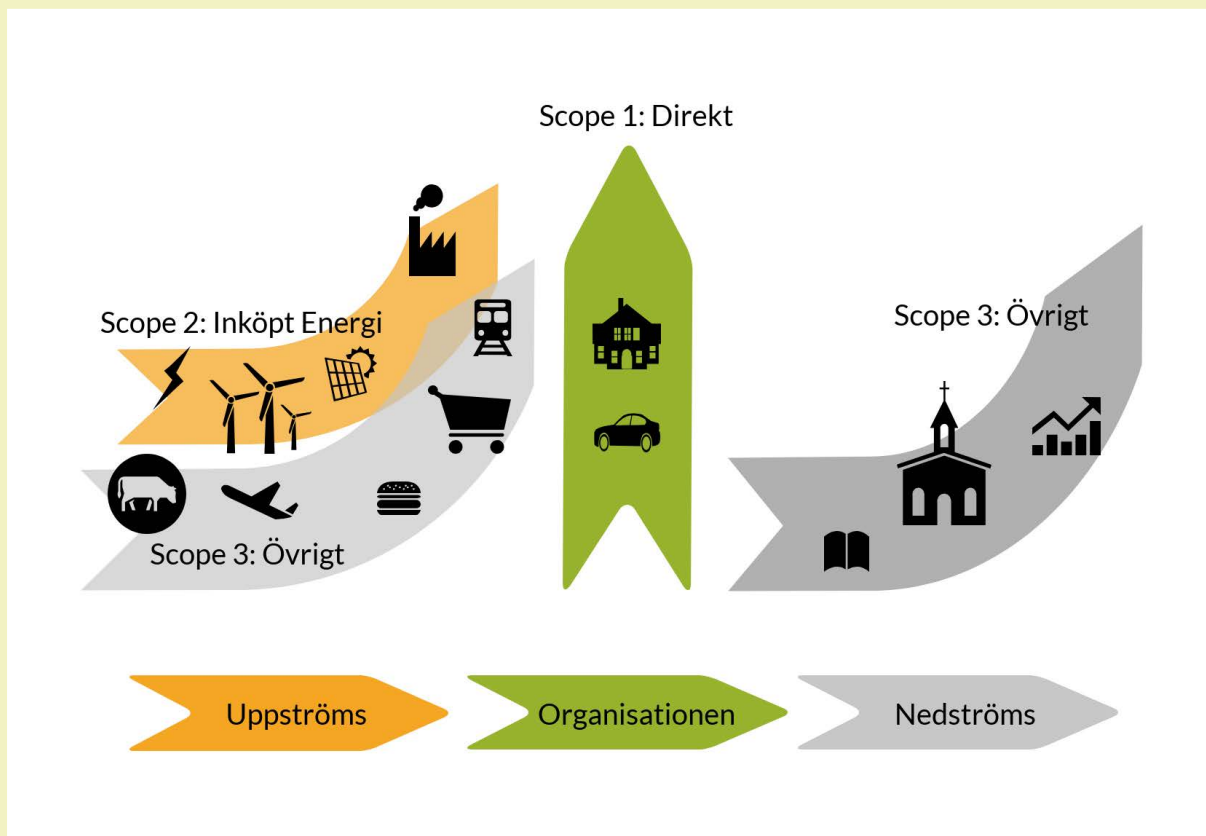 Scope 1: Direkt
Scope 2: Inköpt Energi
Scope 3: Övrigt
Scope 3: Övrigt
Uppströms
Organisationen
Nedströms